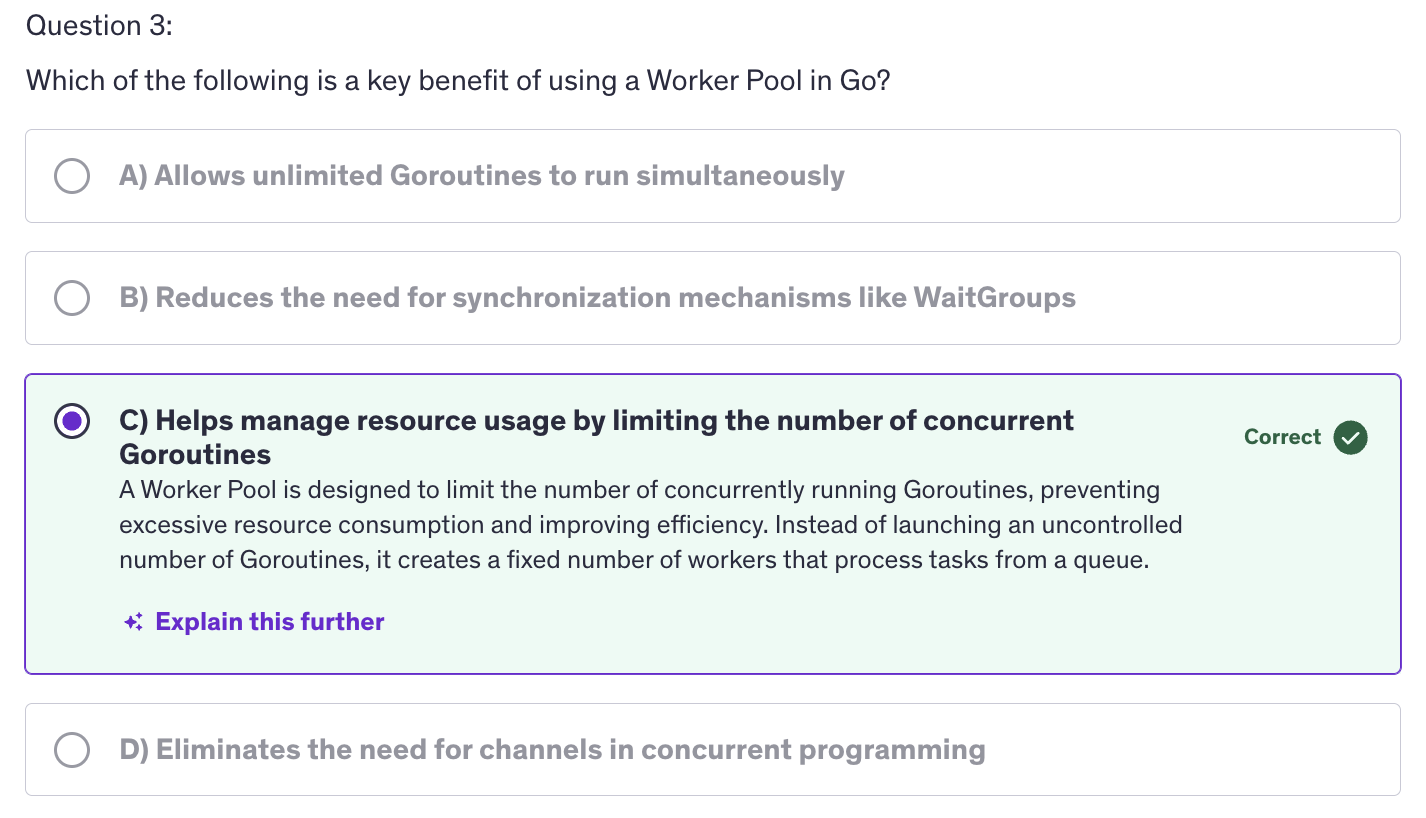 Question 3:
Which of the following is a key benefit of using a Worker Pool in Go?
A) Allows unlimited Goroutines to run simultaneously
B) Reduces the need for synchronization mechanisms like WaitGroups
C) Helps manage resource usage by limiting the number of concurrent
Goroutines
Correct
A Worker Pool is designed to limit the number of concurrently running Goroutines, preventing
excessive resource consumption and improving efficiency. Instead of launching an uncontrolled
number of Goroutines, it creates a fixed number of workers that process tasks from a queue.
Explain this further
D) Eliminates the need for channels in concurrent programming